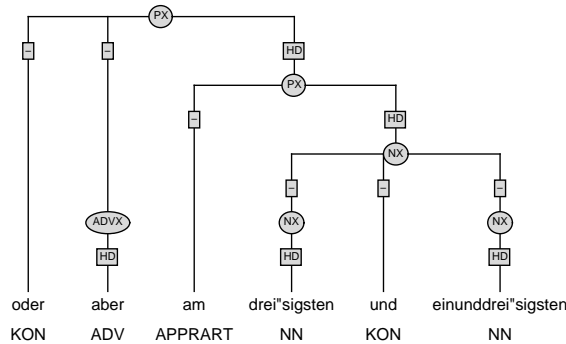 PX
– – HD
PX
– HD
NX
– – –
ADVX NX NX
HD HD HD
oder aber am drei"sigsten und einunddrei"sigsten
KON ADV APPRART NN KON NN